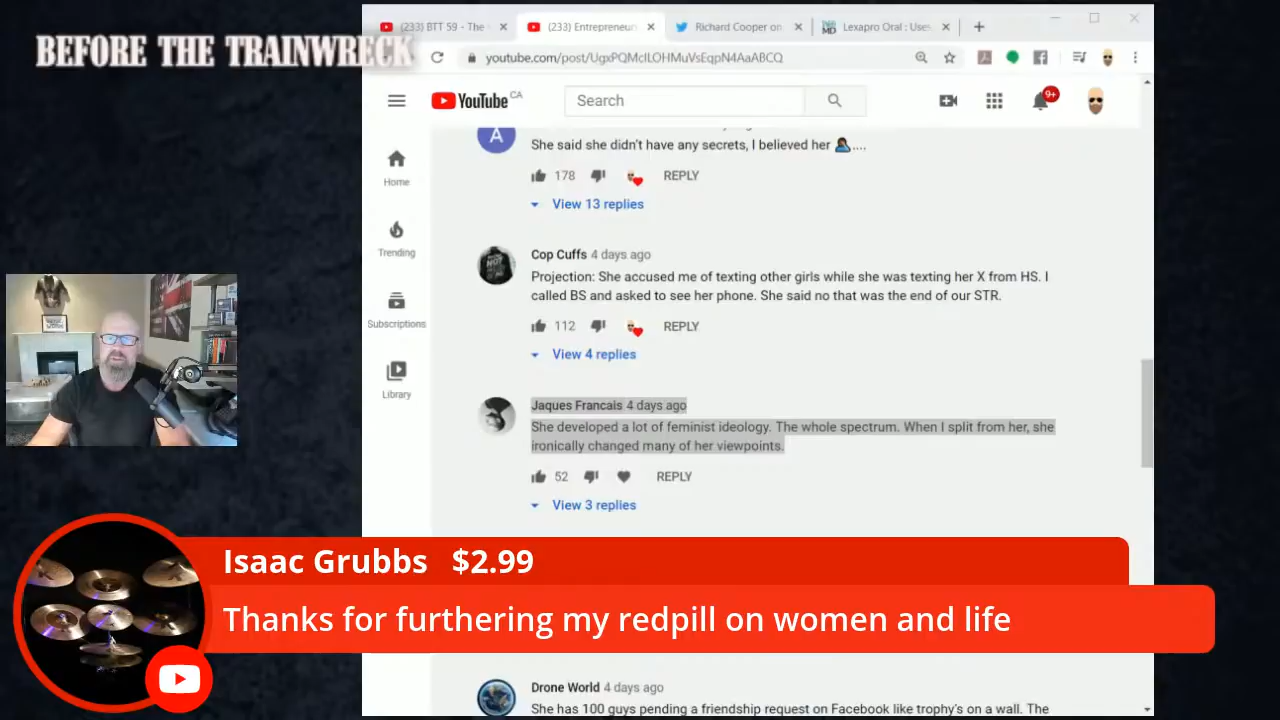 BEFORE THE TRAINWRECK
(233) BTT 59 - The
(233) Entrepreneur
Richard Cooper on
Lexapro Oral : Uses
youtube.com/post/UgxPQMcILOHMuVsEqpN4AaABCQ
YouTube CA
Search
9+
A
She said she didn't have any secrets, I believed her 🤦....
178
REPLY
View 13 replies
Home
Trending
Subscriptions
Library
Cop Cuffs 4 days ago
Projection: She accused me of texting other girls while she was texting her X from HS. I
called BS and asked to see her phone. She said no that was the end of our STR.
112
REPLY
View 4 replies
Jaques Francais 4 days ago
She developed a lot of feminist ideology. The whole spectrum. When I split from her, she
ironically changed many of her viewpoints.
52
REPLY
View 3 replies
Isaac Grubbs $2.99
Thanks for furthering my redpill on women and life
Drone World 4 days ago
She has 100 guys pending a friendship request on Facebook like trophy's on a wall. The